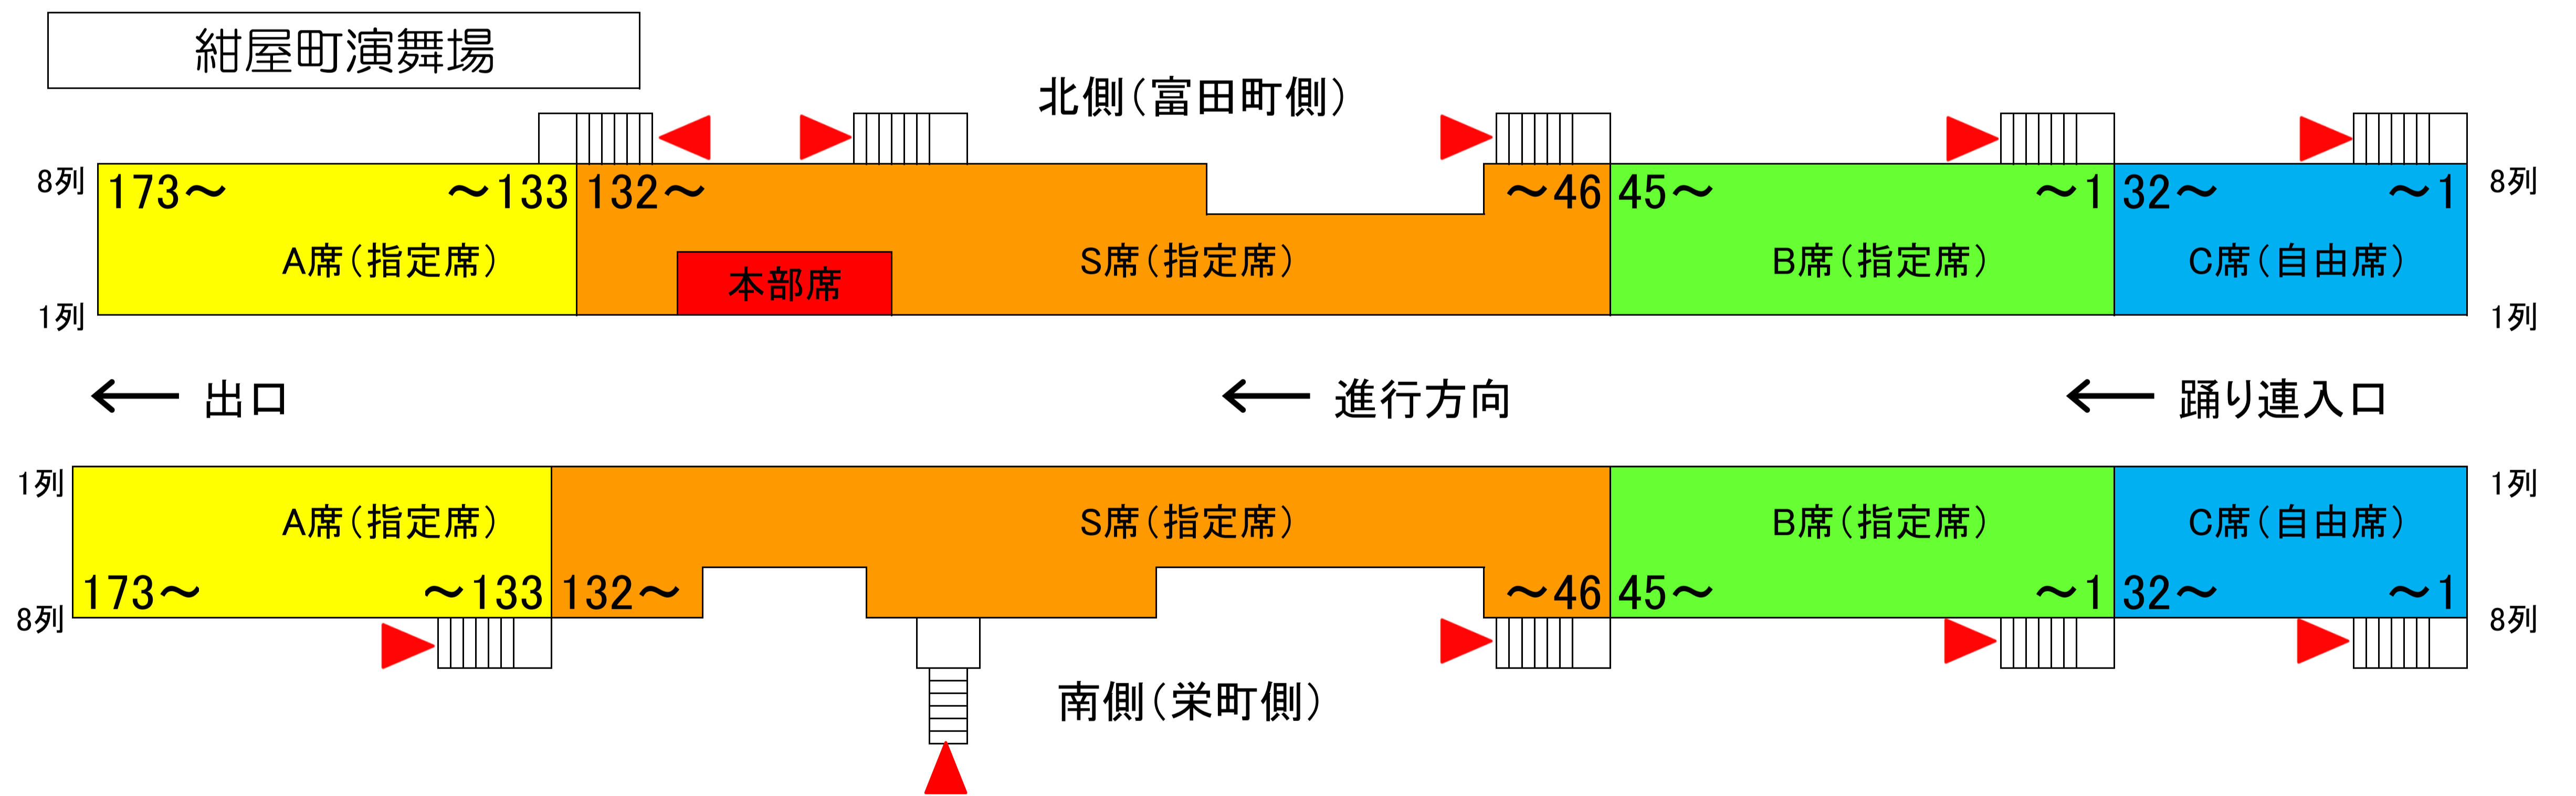 紺屋町演舞場
北側(富田町側)
8列 173～ ～133 132～ ～46 45～ ～1 32～ ～1 8列
A席(指定席) 本部席 S席(指定席) B席(指定席) C席(自由席)
1列 1列
← 出口 ← 進行方向 ← 踊り連入口
1列 1列
A席(指定席) S席(指定席) B席(指定席) C席(自由席)
8列 173～ ～133 132～ ～46 45～ ～1 32～ ～1 8列
南側(栄町側)